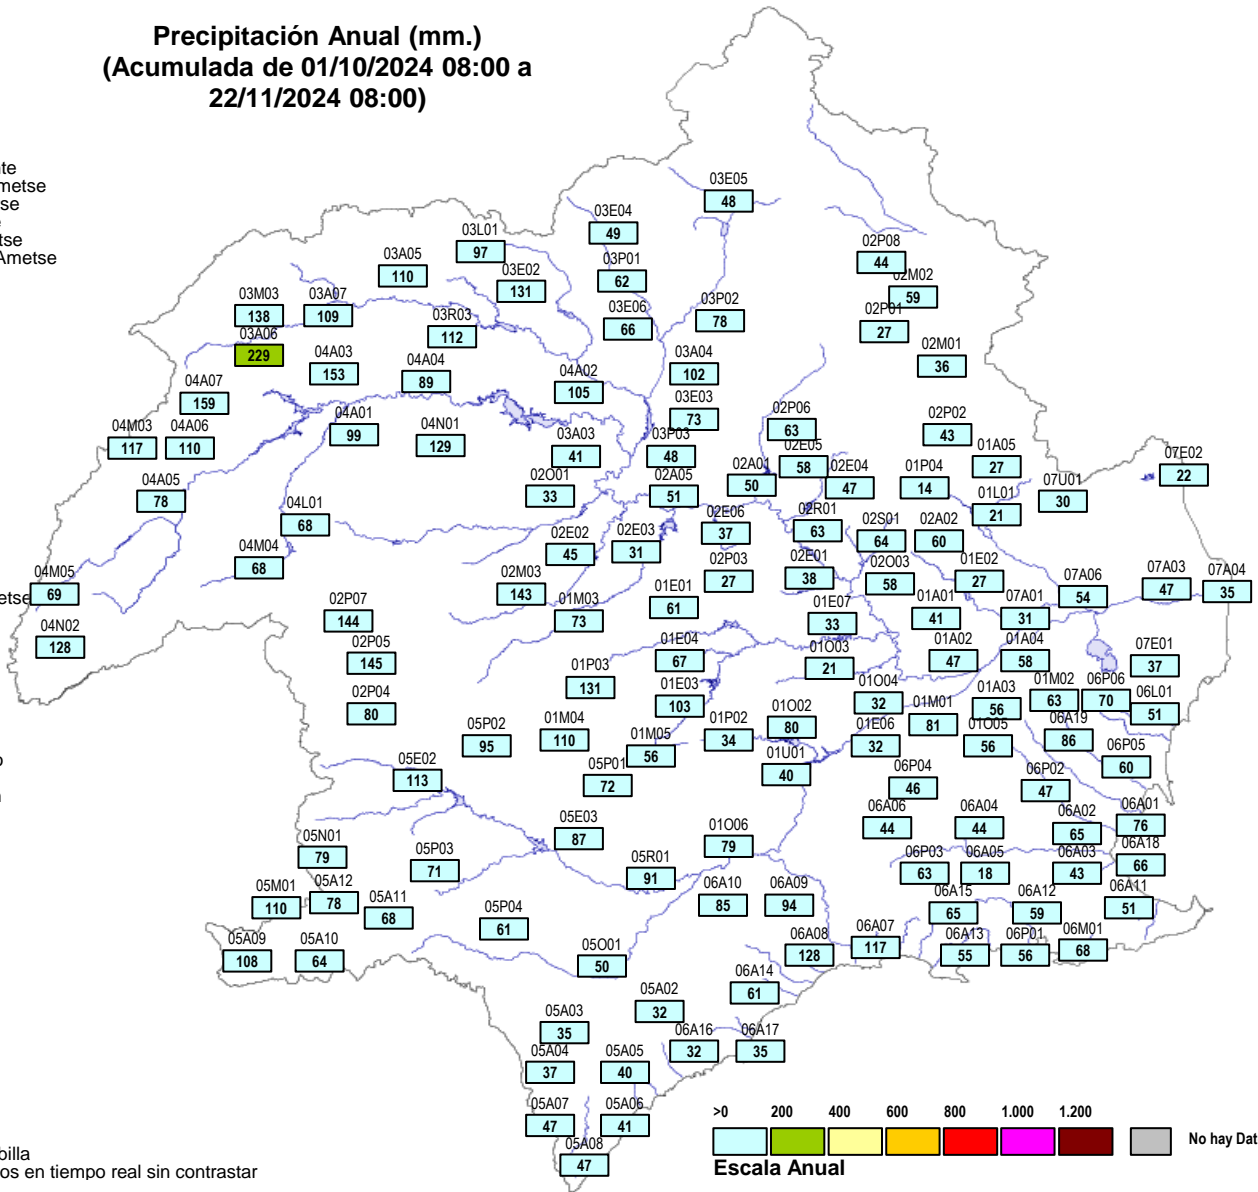 Precipitación Anual (mm.)
(Acumulada de 01/10/2024 08:00 a
22/11/2024 08:00)
03E05
48
03E04
49
03L01
97
03A05
110
03E02
131
03P01
62
02P08
44
02M02
59
03M03
138
03A07
109
03R03
112
03E06
66
03P02
78
02P01
27
03A06
229
04A03
153
04A04
89
04A02
105
03A04
102
02M01
36
04A07
159
03E03
73
04M03
117
04A06
110
04A01
99
04N01
129
03A03
41
03P03
48
02P06
63
02P02
43
02E05
58
01A05
27
07E02
22
04A05
78
02O01
33
02A05
51
02A01
50
02E04
47
01P04
14
07U01
30
01L01
21
04L01
68
02E06
37
02R01
63
02S01
64
02A02
60
04M04
68
02E02
45
02E03
31
04M05
69
02M03
143
02P03
27
02E01
38
02O03
58
01E02
27
07A06
54
07A03
47
07A04
35
02P07
144
01M03
73
01E01
61
01E07
33
01A01
41
07A01
31
04N02
128
02P05
145
01E04
67
01O03
21
01A02
47
01A04
58
07E01
37
01P03
131
01E03
103
01O04
32
01A03
56
01M02
63
06P06
70
06L01
51
02P04
80
05P02
95
01M04
110
01M05
56
01P02
34
01O02
80
01E06
32
01M01
81
01O05
56
06A19
86
06P05
60
05E02
113
05P01
72
01U01
40
06P04
46
06P02
47
05E03
87
01O06
79
06A06
44
06A04
44
06A02
65
06A01
76
05N01
79
05P03
71
05R01
91
06P03
63
06A05
18
06A03
43
06A18
66
05M01
110
05A12
78
05A11
68
06A10
85
06A09
94
06A15
65
06A12
59
06A11
51
05P04
61
05A09
108
05A10
64
05O01
50
06A08
128
06A07
117
06A13
55
06P01
56
06M01
68
06A14
61
05A02
32
05A03
35
06A16
32
06A17
35
05A04
37
05A05
40
05A07
47
05A06
41
05A08
47
>0 200 400 600 800 1.000 1.200
No hay Dat
Escala Anual
nte
metse
tse
Ametse
etse
billa
os en tiempo real sin contrastar